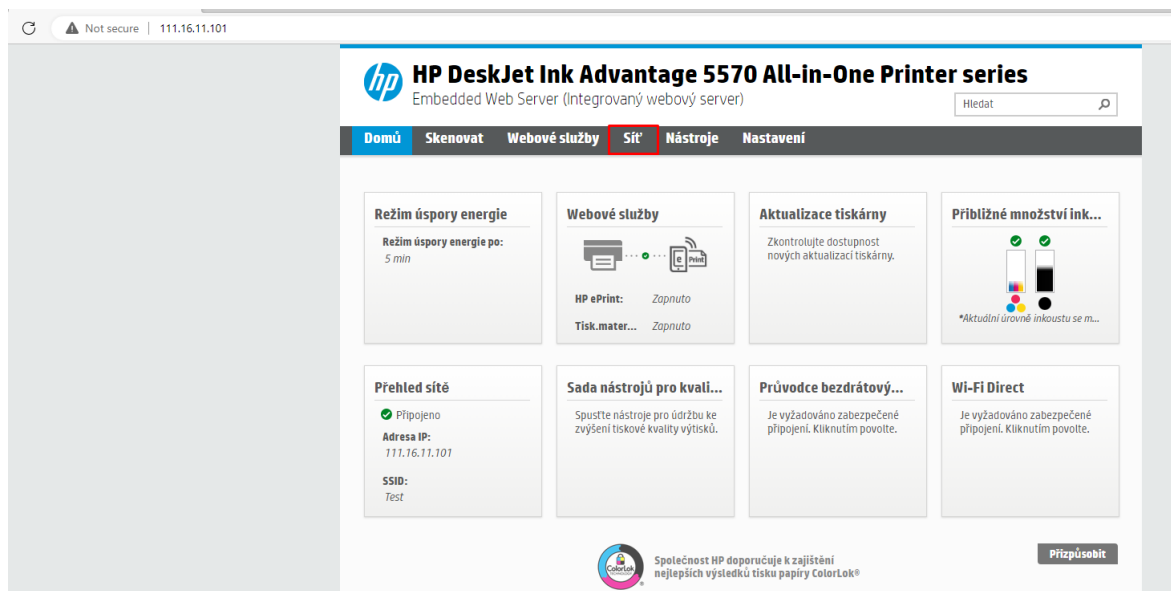 Not secure | 111.16.11.101
hp
HP DeskJet Ink Advantage 5570 All-in-One Printer series
Embedded Web Server (Integrovaný webový server)
Hledat
Domů Skenovat Webové služby Síť Nástroje Nastavení
Režim úspory energie
Režim úspory energie po:
5 min
Webové služby
e Print
HP ePrint: Zapnuto
Tisk.mater... Zapnuto
Aktualizace tiskárny
Zkontrolujte dostupnost
nových aktualizací tiskárny.
Přibližné množství ink...
*Aktuální úrovně inkoustu se m...
Přehled sítě
Připojeno
Adresa IP:
111.16.11.101
SSID:
Test
Sada nástrojů pro kvali...
Spusťte nástroje pro údržbu ke
zvýšení tiskové kvality výtisků.
Průvodce bezdrátový...
Je vyžadováno zabezpečené
připojení. Kliknutím povolte.
Wi-Fi Direct
Je vyžadováno zabezpečené
připojení. Kliknutím povolte.
ColorLok
Společnost HP doporučuje k zajištění
nejlepších výsledků tisku papíry ColorLok®
Přizpůsobit